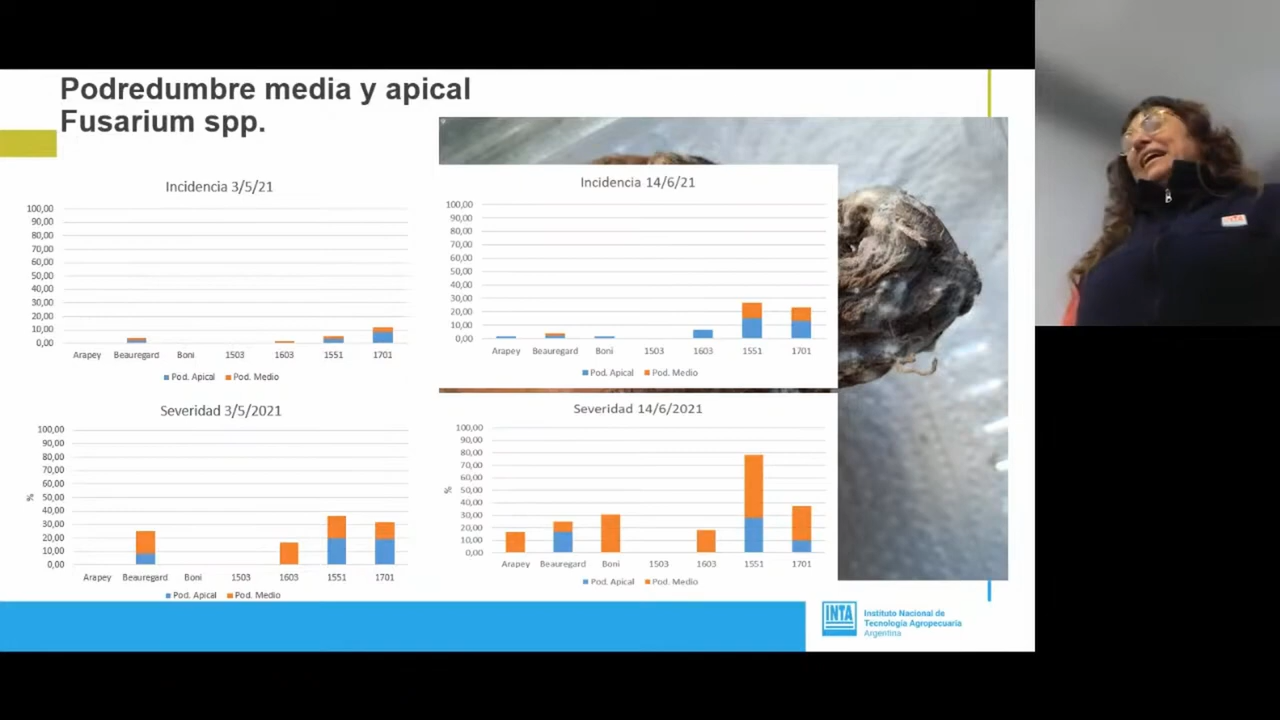 Podredumbre media y apical
Fusarium spp.
Incidencia 3/5/21
100,00
90,00
80,00
70,00
60,00
50,00
40,00
30,00
20,00
10,00
0,00
Arapey Beauregard Boni 1503 1603 1551 1701
Pod. Apical Pod. Medio
Incidencia 14/6/21
100,00
90,00
80,00
70,00
60,00
50,00
40,00
30,00
20,00
10,00
0,00
Arapey Beauregard Boni 1503 1603 1551 1701
Pod. Apical Pod. Medio
Severidad 3/5/2021
%
100,00
90,00
80,00
70,00
60,00
50,00
40,00
30,00
20,00
10,00
0,00
Arapey Beauregard Boni 1503 1603 1551 1701
Pod. Apical Pod. Medio
Severidad 14/6/2021
%
100,00
90,00
80,00
70,00
60,00
50,00
40,00
30,00
20,00
10,00
0,00
Arapey Beauregard Boni 1503 1603 1551 1701
Pod. Apical Pod. Medio
INTA
Instituto Nacional de
Tecnología Agropecuaria
Argentina
INTA